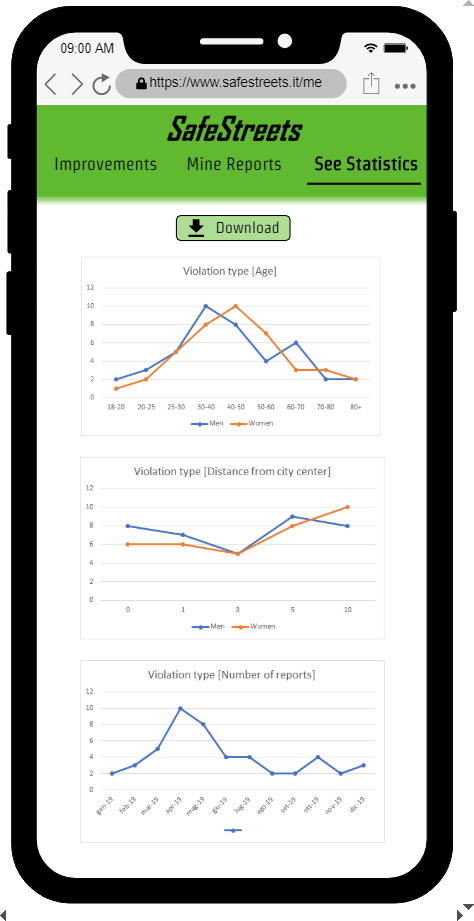 09:00 AM
https://www.safestreets.it/me
SafeStreets
Improvements Mine Reports See Statistics
Download
Violation type [Age]
12
10
8
6
4
2
0
18-20 20-25 25-30 30-40 40-50 50-60 60-70 70-80 80+
Men Women
Violation type [Distance from city center]
12
10
8
6
4
2
0
0 1 3 5 10
Men Women
Violation type [Number of reports]
12
10
8
6
4
2
0
gen-19 feb-19 mar-19 apr-19 mag-19 giu-19 lug-19 ago-19 set-19 ott-19 nov-19 dic-19